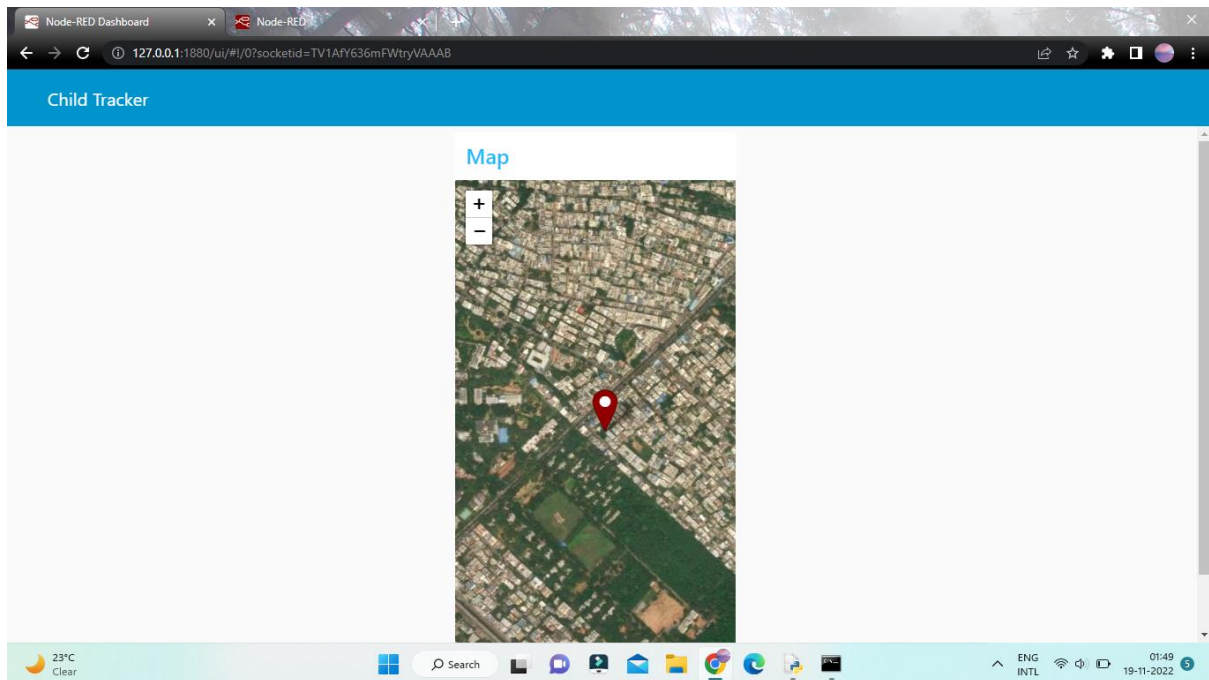 Node-RED Dashboard
Node-RED
127.0.0.1:1880/ui/#!/0?socketid=TV1AfY636mFWtryVAAAB
Child Tracker
Map
+
−
23°C
Clear
Search
ENG
INTL
01:49
19-11-2022
5